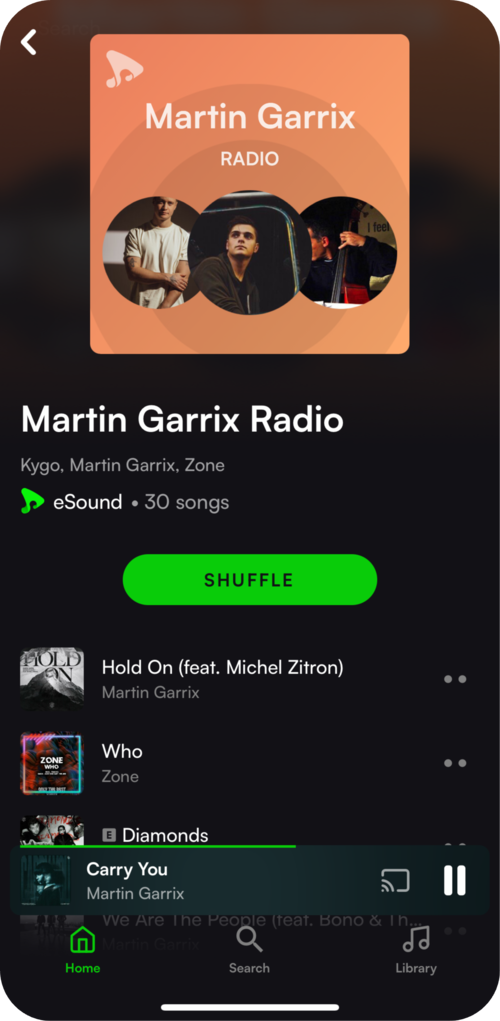 Martin Garrix
RADIO
I feel
Martin Garrix Radio
Kygo, Martin Garrix, Zone
eSound • 30 songs
SHUFFLE
HOLD
ON
Hold On (feat. Michel Zitron)
Martin Garrix
ZONE
WHO
Who
Zone
E Diamonds
Carry You
Martin Garrix
We Are The People (feat. Bono & Th...
Martin Garrix
Home
Search
Library